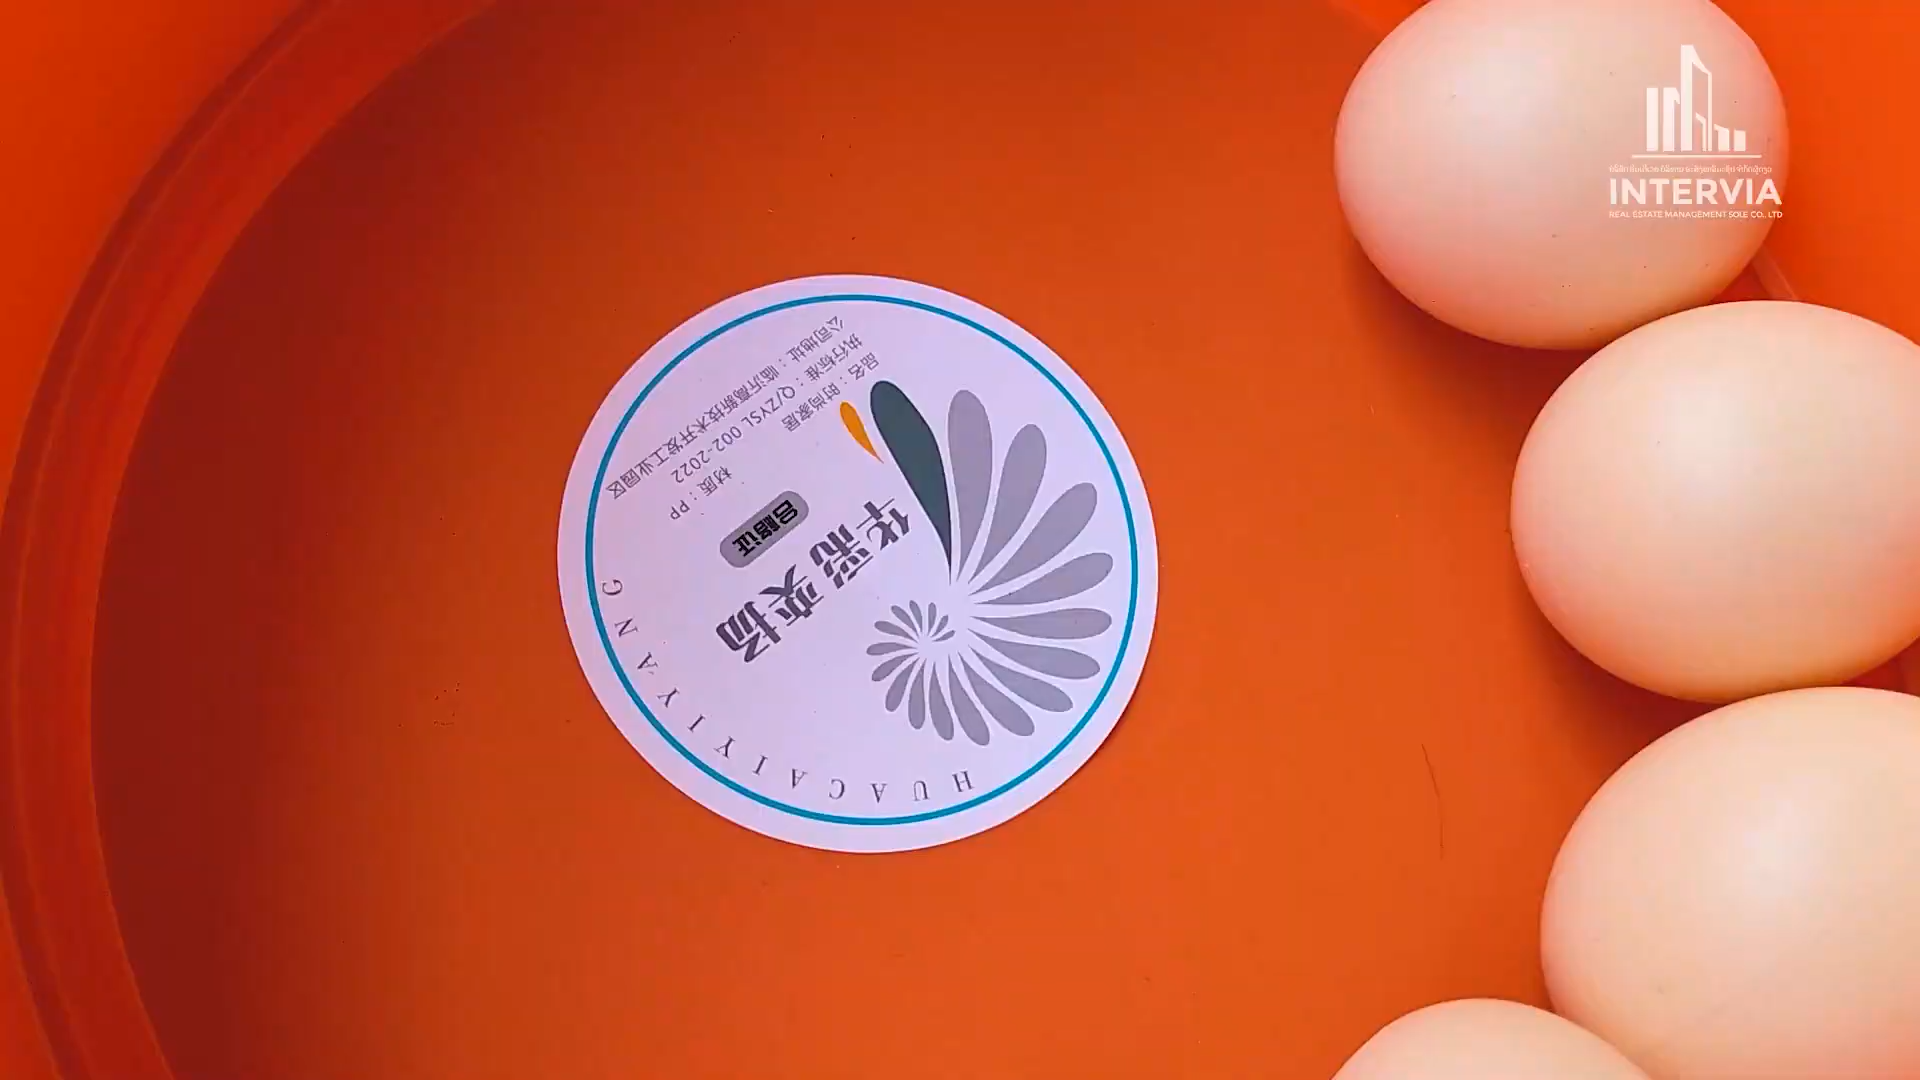 华彩奕扬
合格证
品名：时尚家居
材质：PP
执行标准：Q/ZYSL 002-2022
公司地址：临沂高新技术开发工业园区
HUACAIYIYANG
INTERVIA
REAL ESTATE MANAGEMENT SOLE CO., LTD